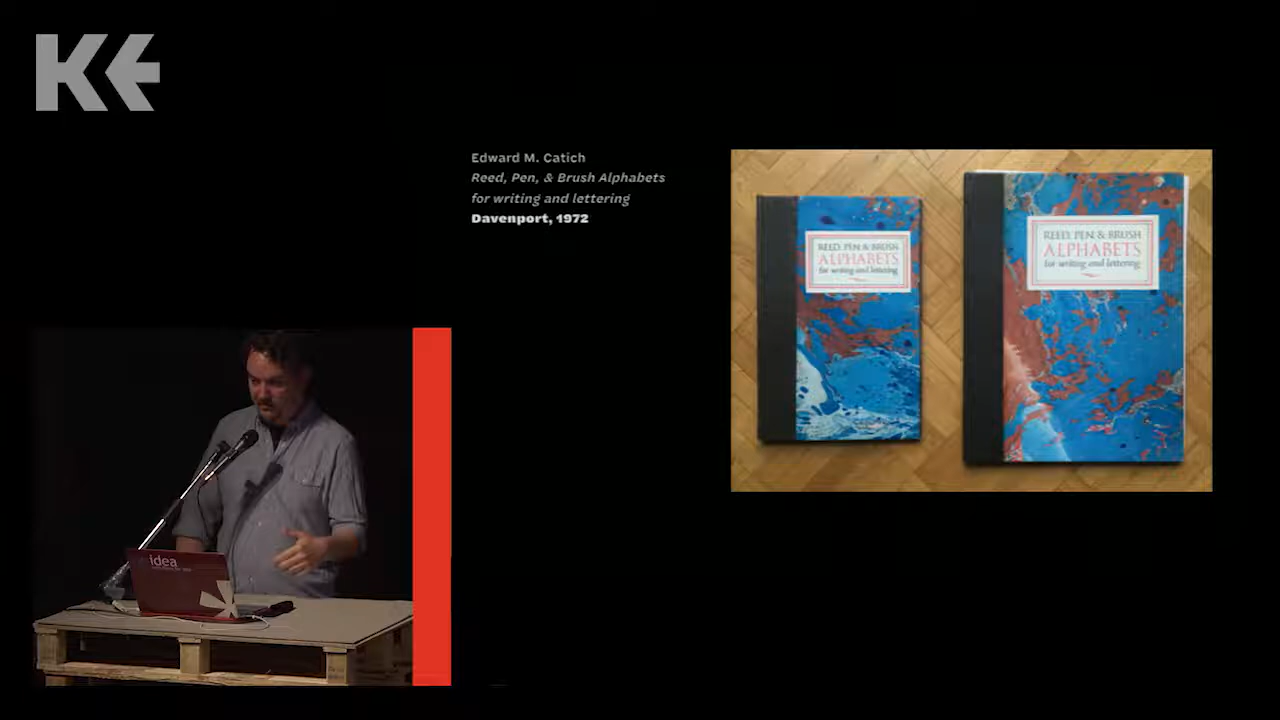 KE
Edward M. Catich
Reed, Pen, & Brush Alphabets
for writing and lettering
Davenport, 1972
REED, PEN & BRUSH
ALPHABETS
for writing and lettering
REED, PEN & BRUSH
ALPHABETS
for writing and lettering
idea